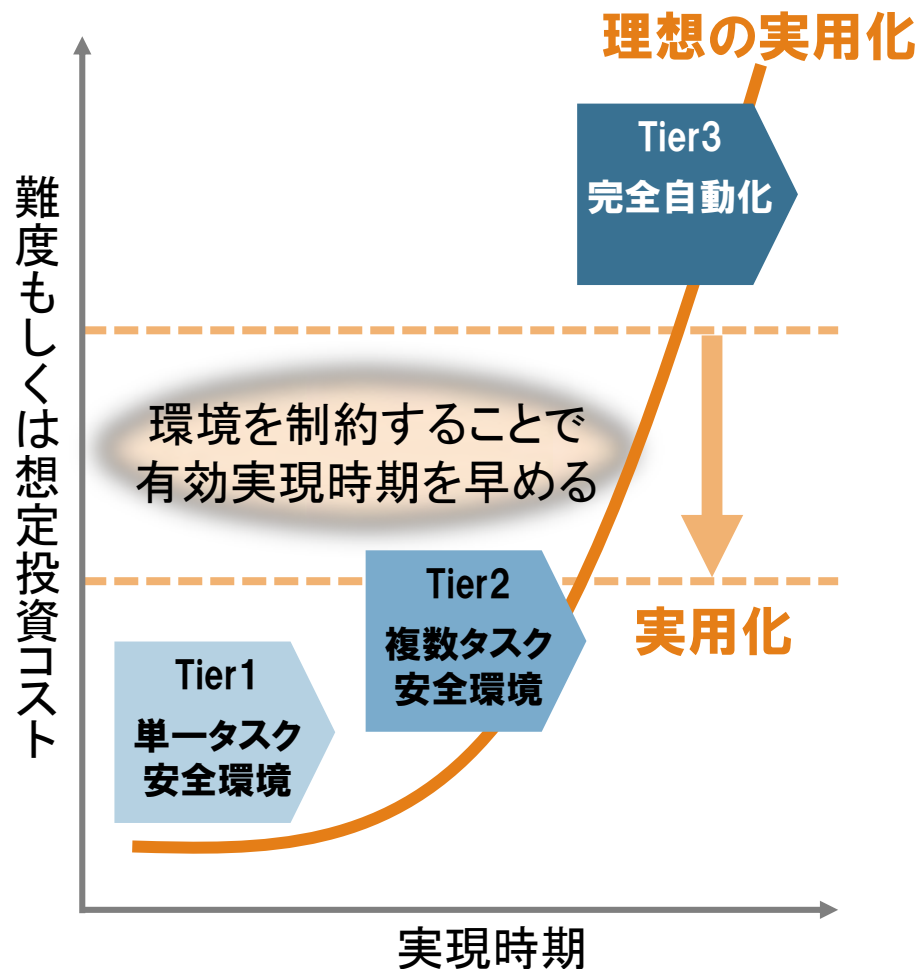 理想の実用化
Tier3
完全自動化
難度もしくは想定投資コスト
環境を制約することで
有効実現時期を早める
Tier2
複数タスク
安全環境
実用化
Tier1
単一タスク
安全環境
実現時期